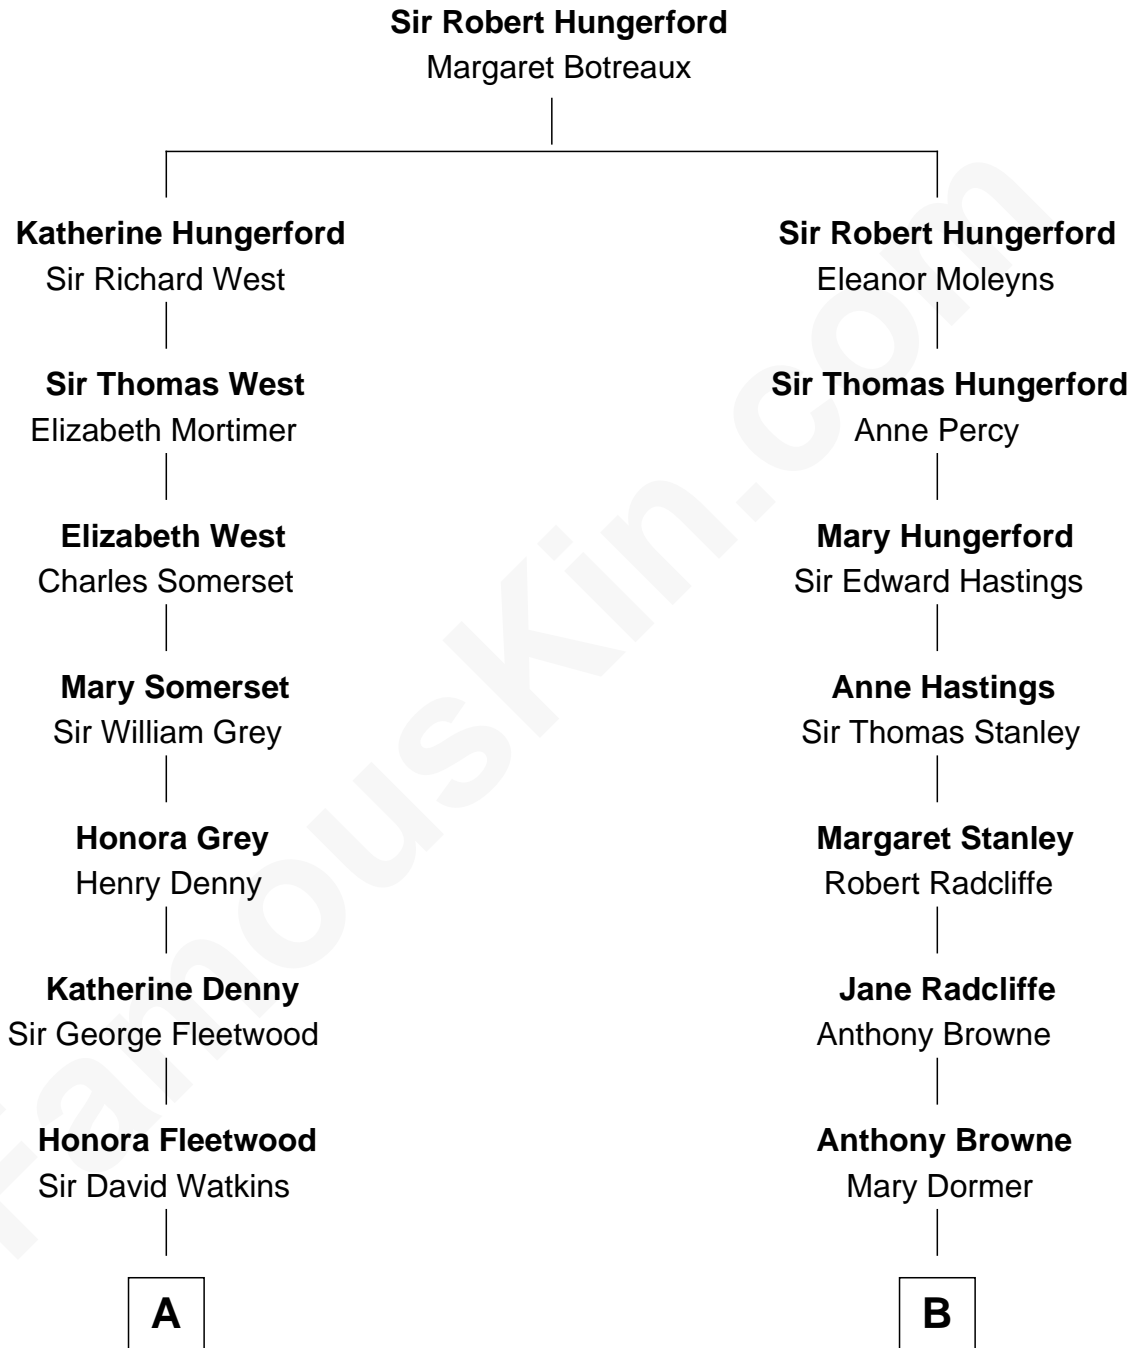 Sir Robert Hungerford
Margaret Botreaux
Katherine Hungerford
Sir Richard West
Sir Robert Hungerford
Eleanor Moleyns
Sir Thomas West
Elizabeth Mortimer
Sir Thomas Hungerford
Anne Percy
Elizabeth West
Charles Somerset
Mary Hungerford
Sir Edward Hastings
Mary Somerset
Sir William Grey
Anne Hastings
Sir Thomas Stanley
Honora Grey
Henry Denny
Margaret Stanley
Robert Radcliffe
Katherine Denny
Sir George Fleetwood
Jane Radcliffe
Anthony Browne
Honora Fleetwood
Sir David Watkins
Anthony Browne
Mary Dormer
A
B
FamousKin.com